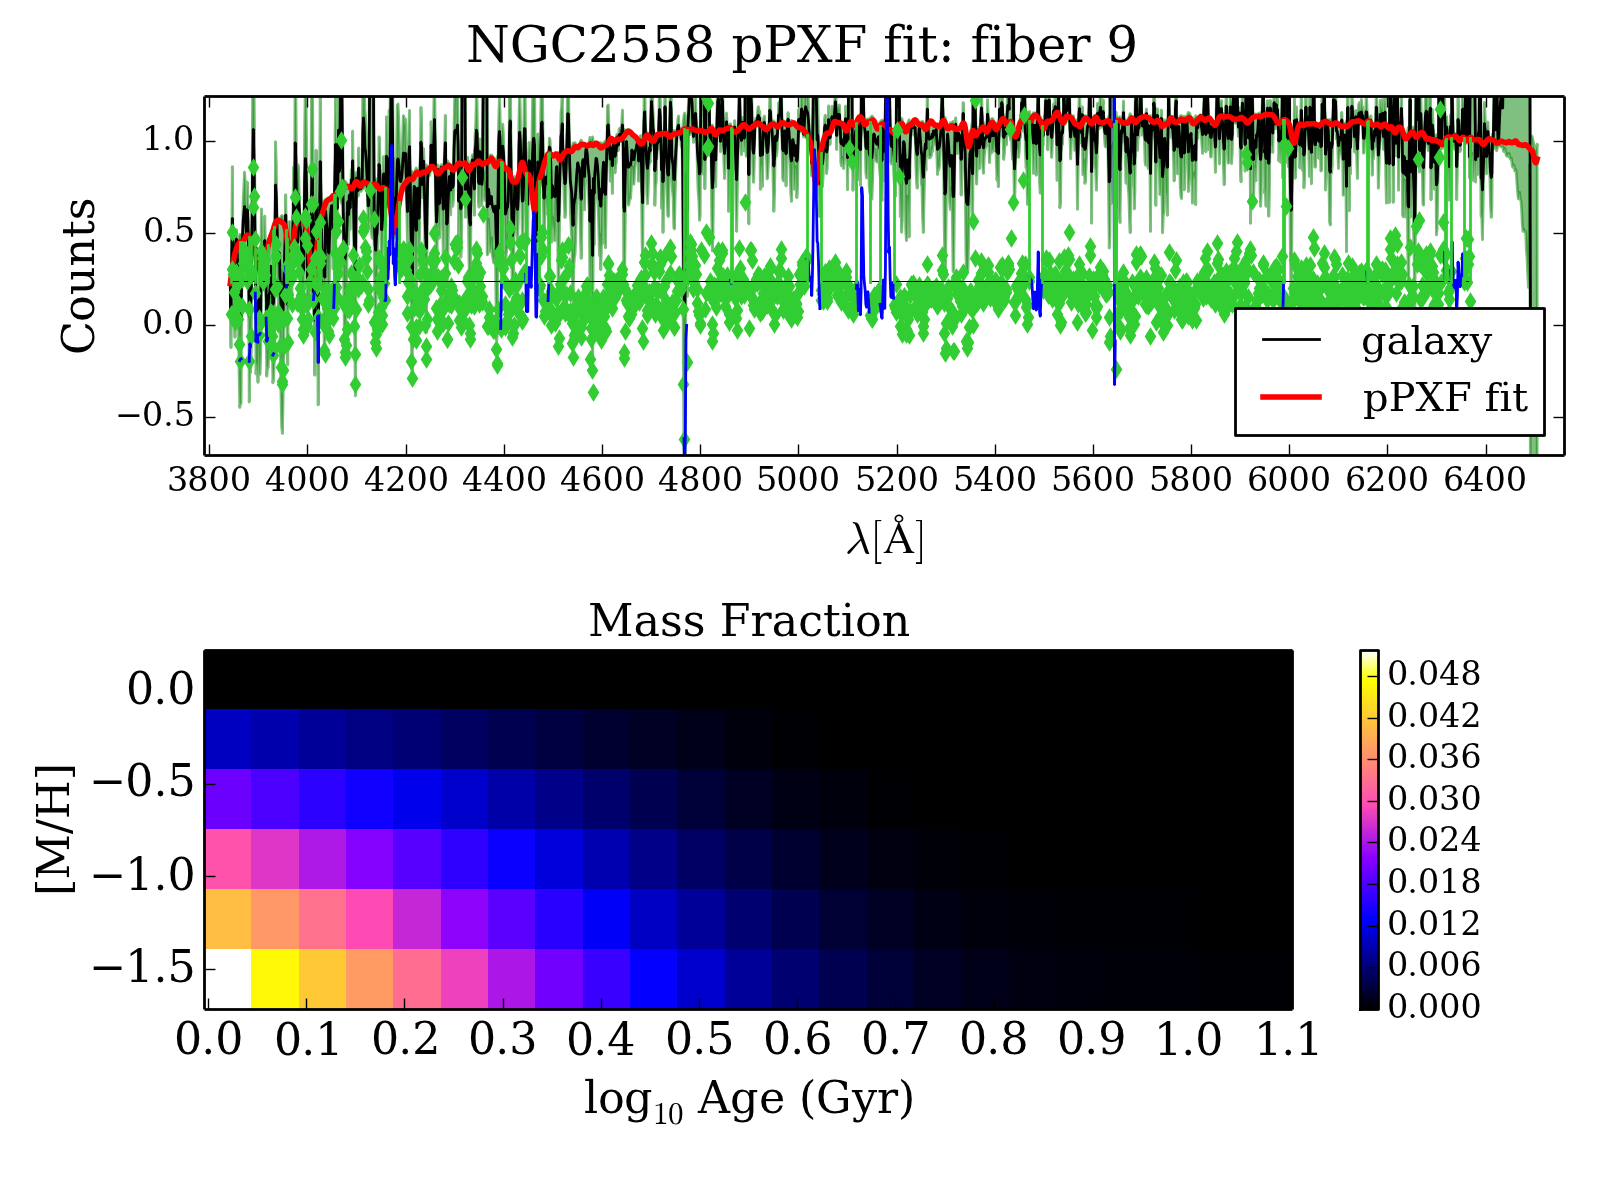 NGC2558 pPXF fit: fiber 9
Counts
1.0
0.5
0.0
−0.5
galaxy
pPXF fit
3800 4000 4200 4400 4600 4800 5000 5200 5400 5600 5800 6000 6200 6400
λ[Å]
Mass Fraction
[M/H]
0.0
−0.5
−1.0
−1.5
0.0 0.1 0.2 0.3 0.4 0.5 0.6 0.7 0.8 0.9 1.0 1.1
log₁₀ Age (Gyr)
0.048
0.042
0.036
0.030
0.024
0.018
0.012
0.006
0.000